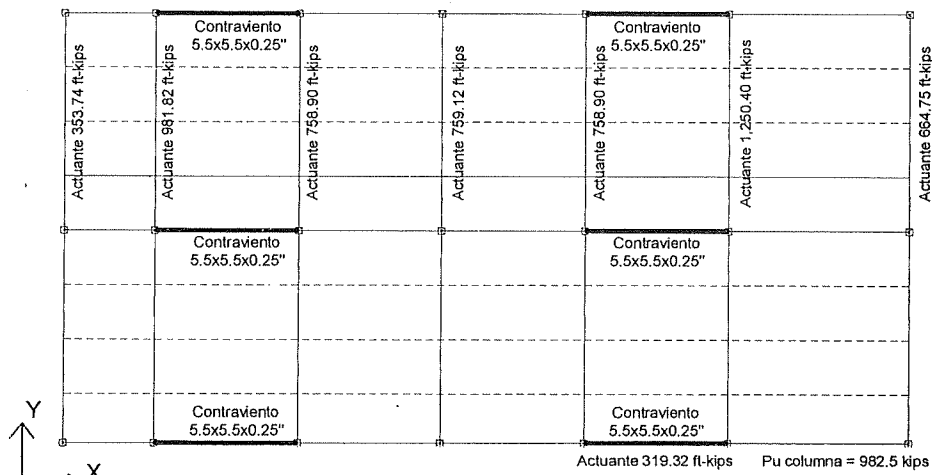 Contraviento
5.5x5.5x0.25"
Contraviento
5.5x5.5x0.25"
Actuante 353.74 ft-kips
Actuante 981.82 ft-kips
Actuante 758.90 ft-kips
Actuante 759.12 ft-kips
Actuante 758.90 ft-kips
Actuante 1,250.40 ft-kips
Actuante 664.75 ft-kips
Contraviento
5.5x5.5x0.25"
Contraviento
5.5x5.5x0.25"
Contraviento
5.5x5.5x0.25"
Contraviento
5.5x5.5x0.25"
Y
X
Actuante 319.32 ft-kips
Pu columna = 982.5 kips